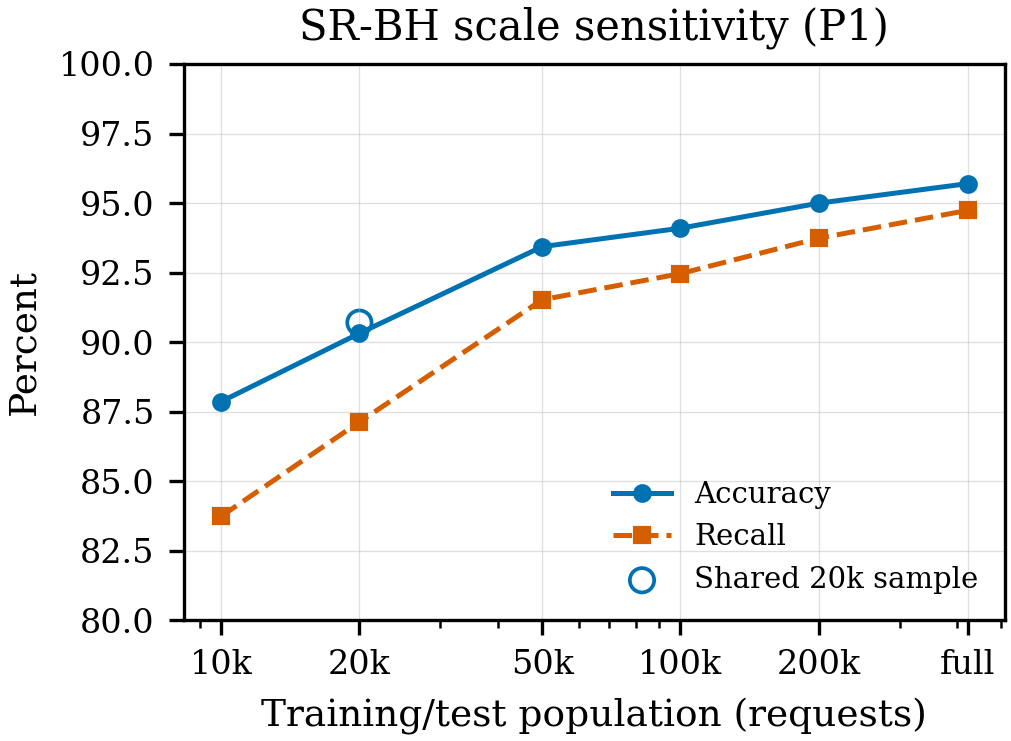 SR-BH scale sensitivity (P1)
100.0
97.5
95.0
92.5
90.0
87.5
85.0
82.5
80.0
Percent
Accuracy
Recall
Shared 20k sample
10k 20k 50k 100k 200k full
Training/test population (requests)